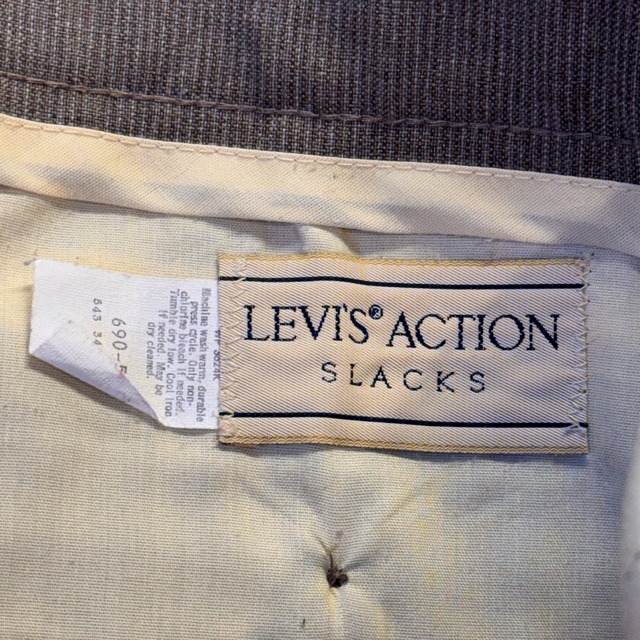 LEVI'S® ACTION
SLACKS
Machine wash warm, durable
press cycle. Only non-
chlorine bleach if needed.
Tumble dry low. Cool iron
if needed. May be
dry cleaned.
690-5
543 34